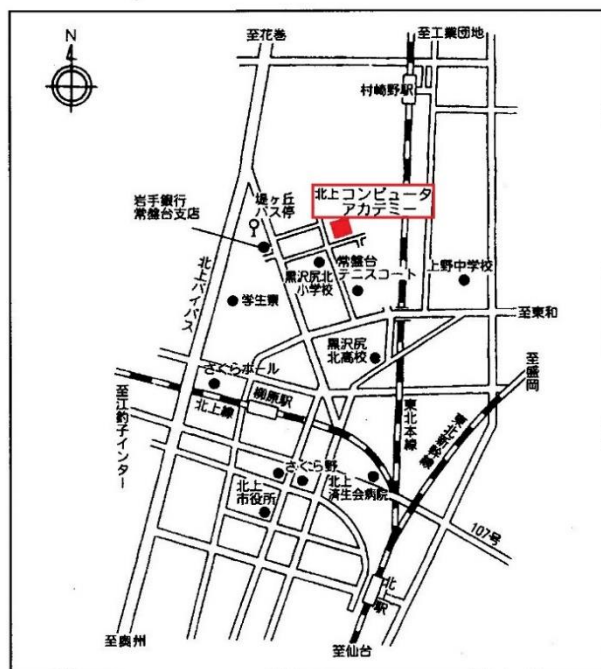 N
至花巻
至工業団地
村崎野駅
北上コンピュータ
アカデミー
堤ヶ丘
バス停
岩手銀行
常盤台支店
北上バイパス
黒沢尻北
小学校
常盤台
テニスコート
上野中学校
学生寮
至東和
黒沢尻
北高校
至盛岡
さくらホール
柳原駅
北上線
至江釣子インター
東北本線
東北新幹線
さくら野
北上
市役所
北上
済生会病院
107号
北
駅
至奥州
至仙台